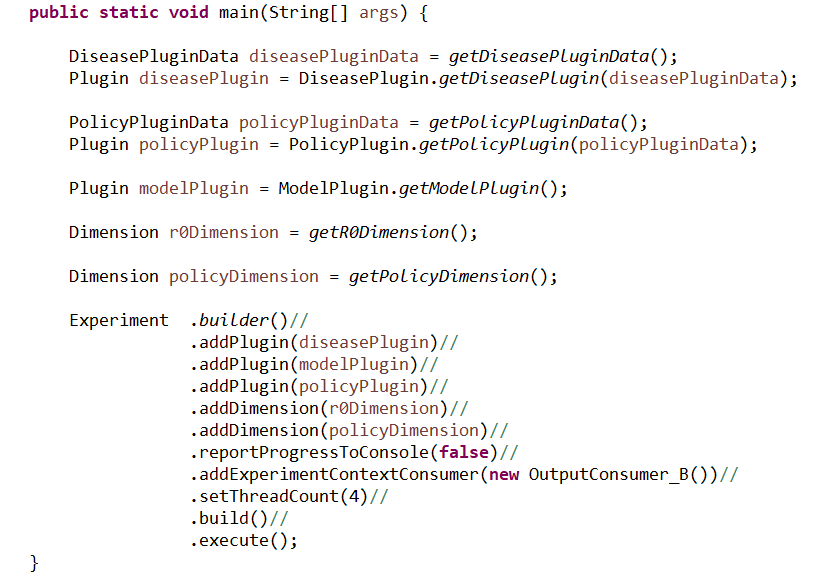 public static void main(String[] args) {
DiseasePluginData diseasePluginData = getDiseasePluginData();
Plugin diseasePlugin = DiseasePlugin.getDiseasePlugin(diseasePluginData);
PolicyPluginData policyPluginData = getPolicyPluginData();
Plugin policyPlugin = PolicyPlugin.getPolicyPlugin(policyPluginData);
Plugin modelPlugin = ModelPlugin.getModelPlugin();
Dimension r0Dimension = getR0Dimension();
Dimension policyDimension = getPolicyDimension();
Experiment .builder()//
.addPlugin(diseasePlugin)//
.addPlugin(modelPlugin)//
.addPlugin(policyPlugin)//
.addDimension(r0Dimension)//
.addDimension(policyDimension)//
.reportProgressToConsole(false)//
.addExperimentContextConsumer(new OutputConsumer_B())//
.setThreadCount(4)//
.build()//
.execute();
}